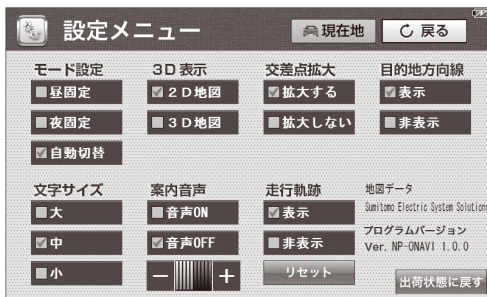 設定メニュー
現在地
戻る
モード設定
昼固定
夜固定
自動切替
3D表示
2D地図
3D地図
交差点拡大
拡大する
拡大しない
目的地方向線
表示
非表示
文字サイズ
大
中
小
案内音声
音声ON
音声OFF
走行軌跡
表示
非表示
リセット
地図データ
Sumitomo Electric System Solutions
プログラムバージョン
Ver. NP-ONAVI 1.0.0
出荷状態に戻す